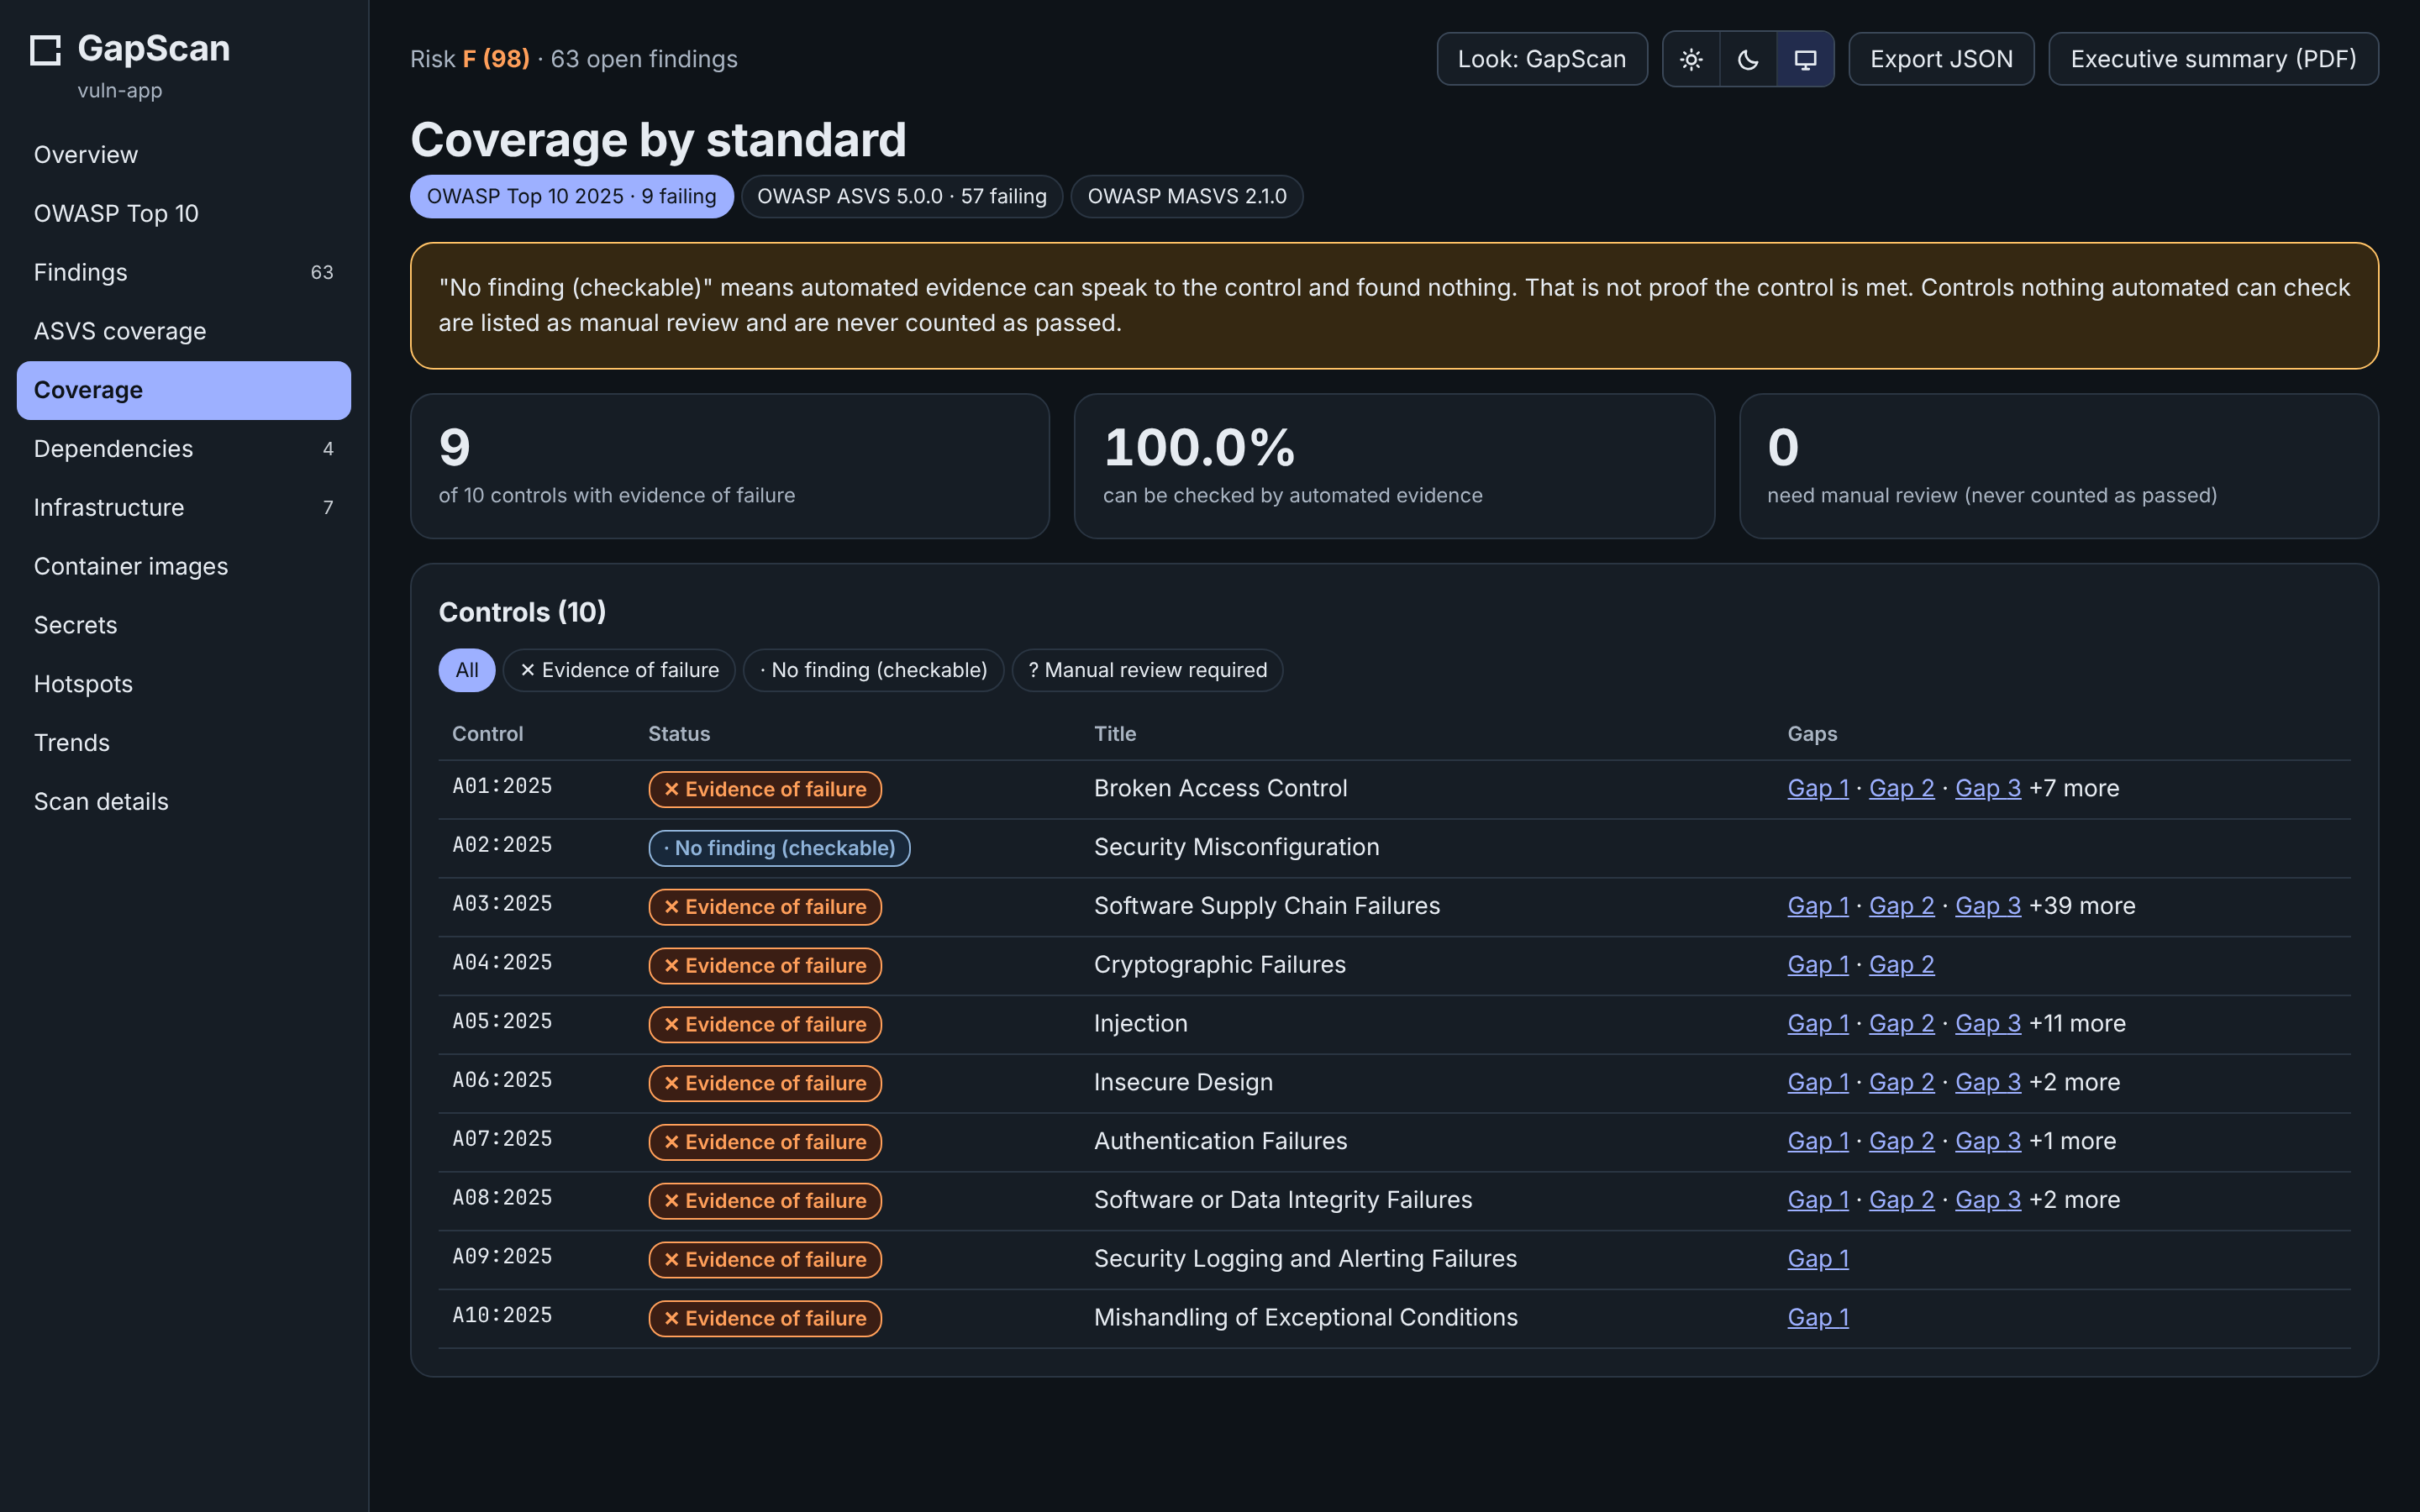 GapScan
vuln-app
Overview
OWASP Top 10
Findings 63
ASVS coverage
Coverage
Dependencies 4
Infrastructure 7
Container images
Secrets
Hotspots
Trends
Scan details
Risk F (98) · 63 open findings
Look: GapScan
Export JSON
Executive summary (PDF)
Coverage by standard
OWASP Top 10 2025 · 9 failing
OWASP ASVS 5.0.0 · 57 failing
OWASP MASVS 2.1.0
"No finding (checkable)" means automated evidence can speak to the control and found nothing. That is not proof the control is met. Controls nothing automated can check
are listed as manual review and are never counted as passed.
9
of 10 controls with evidence of failure
100.0%
can be checked by automated evidence
0
need manual review (never counted as passed)
Controls (10)
All
✕ Evidence of failure
· No finding (checkable)
? Manual review required
Control Status Title Gaps
A01:2025 ✕ Evidence of failure Broken Access Control Gap 1 · Gap 2 · Gap 3 +7 more
A02:2025 · No finding (checkable) Security Misconfiguration
A03:2025 ✕ Evidence of failure Software Supply Chain Failures Gap 1 · Gap 2 · Gap 3 +39 more
A04:2025 ✕ Evidence of failure Cryptographic Failures Gap 1 · Gap 2
A05:2025 ✕ Evidence of failure Injection Gap 1 · Gap 2 · Gap 3 +11 more
A06:2025 ✕ Evidence of failure Insecure Design Gap 1 · Gap 2 · Gap 3 +2 more
A07:2025 ✕ Evidence of failure Authentication Failures Gap 1 · Gap 2 · Gap 3 +1 more
A08:2025 ✕ Evidence of failure Software or Data Integrity Failures Gap 1 · Gap 2 · Gap 3 +2 more
A09:2025 ✕ Evidence of failure Security Logging and Alerting Failures Gap 1
A10:2025 ✕ Evidence of failure Mishandling of Exceptional Conditions Gap 1